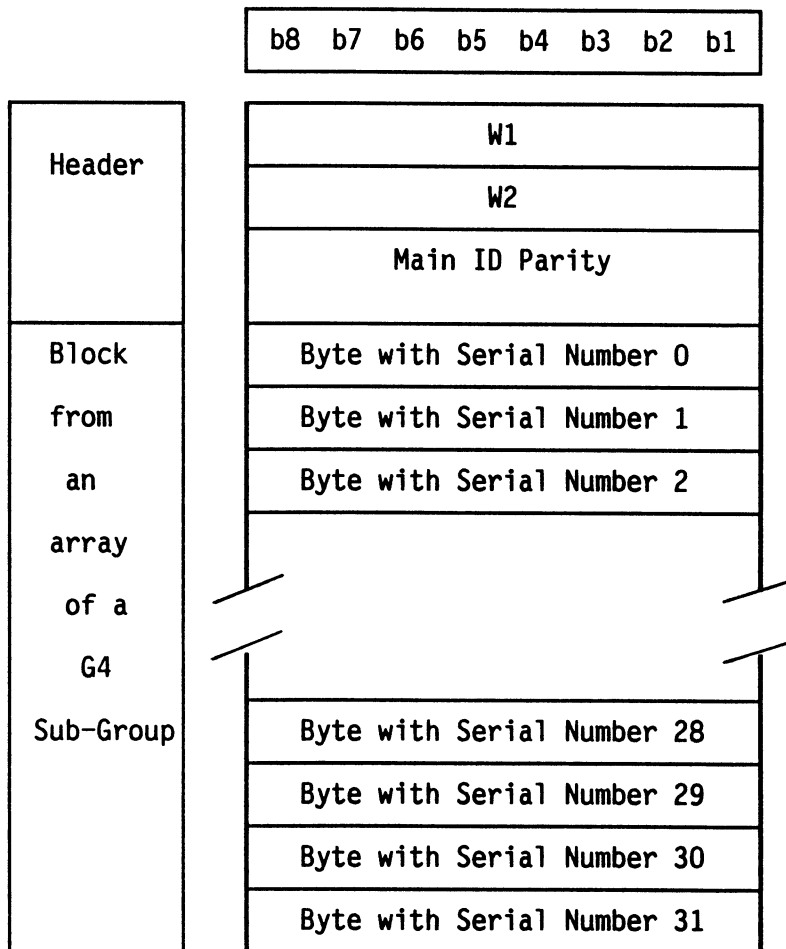 b8 b7 b6 b5 b4 b3 b2 b1
Header
W1
W2
Main ID Parity
Block
from
an
array
of a
G4
Sub-Group
Byte with Serial Number 0
Byte with Serial Number 1
Byte with Serial Number 2
Byte with Serial Number 28
Byte with Serial Number 29
Byte with Serial Number 30
Byte with Serial Number 31